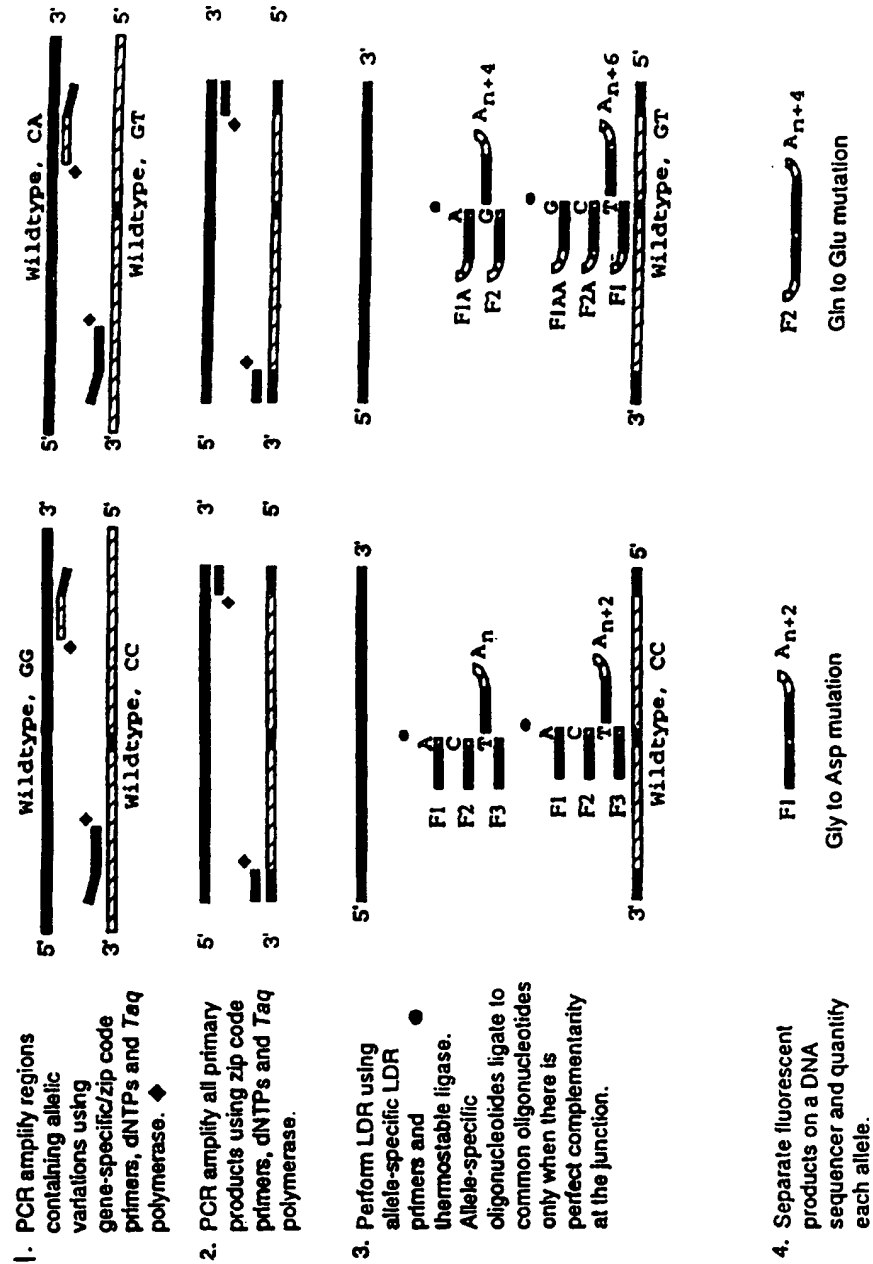 1. PCR amplify regions
containing allelic
variations using
gene-specific/zip code
primers, dNTPs and Taq
polymerase. ◆
Wildtype, GG
5' 3'
3' 5'
Wildtype, CC
Wildtype, CA
5' 3'
3' 5'
Wildtype, GT
2. PCR amplify all primary
products using zip code
primers, dNTPs and Taq
polymerase.
5' 3'
3' 5'
5' 3'
3' 5'
3. Perform LDR using
allele-specific LDR
primers and ●
thermostable ligase.
Allele-specific
oligonucleotides ligate to
common olgonucleotides
only when there is
perfect complementarity
at the junction.
5' 3'
F1 A
F2 C
F3 T An
F1 A
F2 C
F3 T An+2
3' 5'
Wildtype, CC
5' 3'
F1A A
F2 G An+4
F1AA G
F2A C
F1 T An+6
3' 5'
Wildtype, GT
4. Separate fluorescent
products on a DNA
sequencer and quantify
each allele.
F1 An+2
Gly to Asp mutation
F2 An+4
Gln to Glu mutation